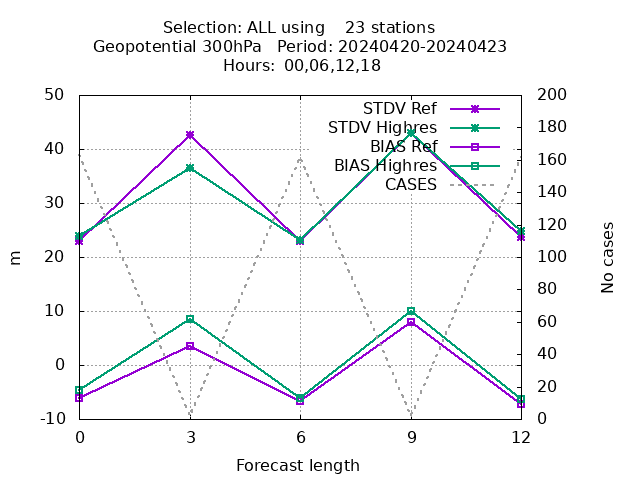 Selection: ALL using    23 stations
Geopotential 300hPa   Period: 20240420-20240423
Hours:  00,06,12,18
50
40
30
20
10
0
-10
200
180
160
140
120
100
80
60
40
20
0
STDV Ref
STDV Highres
BIAS Ref
BIAS Highres
CASES
m
No cases
0
3
6
9
12
Forecast length